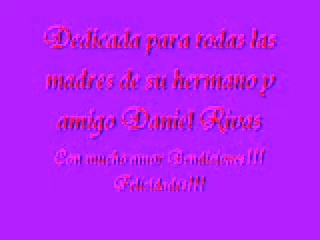 Dedicada para todas las
madres de su hermano y
amigo Daniel Rivas
Con mucho amor Bendiciones!!!
Felicidades!!!